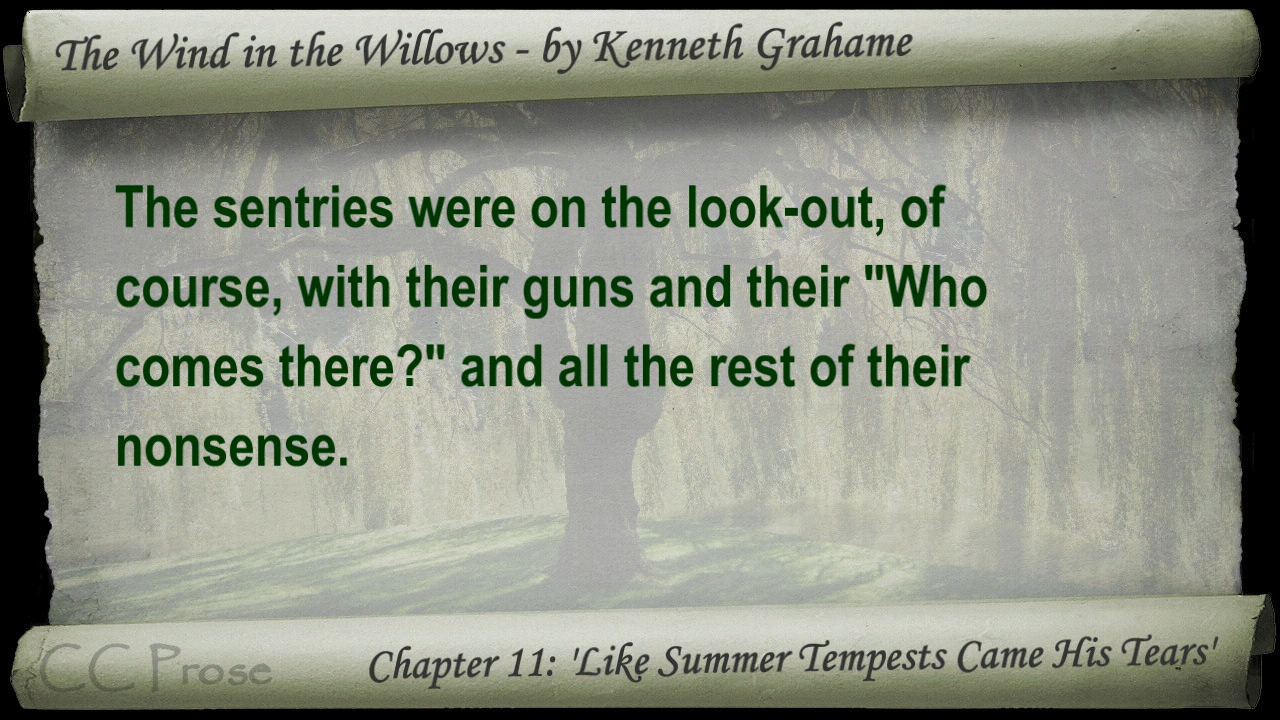 The Wind in the Willows - by Kenneth Grahame
The sentries were on the look-out, of
course, with their guns and their "Who
comes there?" and all the rest of their
nonsense.
CC Prose
Chapter 11: 'Like Summer Tempests Came His Tears'